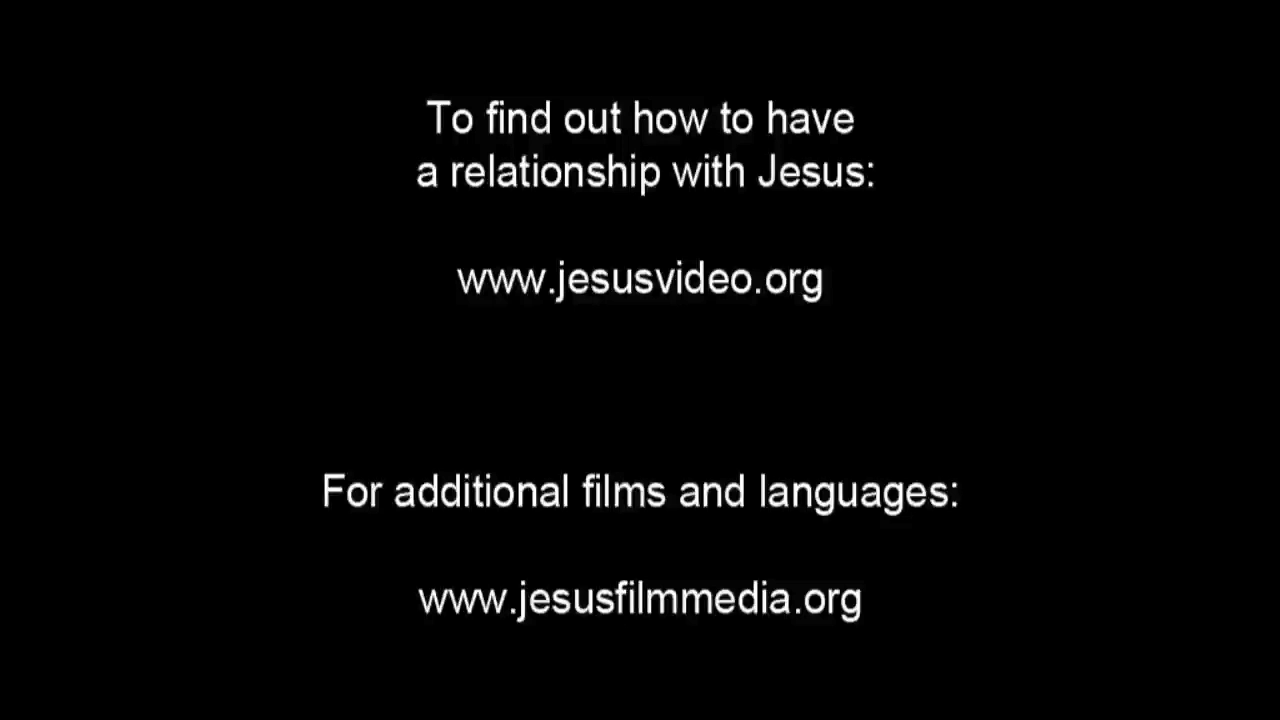 To find out how to have
a relationship with Jesus:
www.jesusvideo.org
For additional films and languages:
www.jesusfilmmedia.org